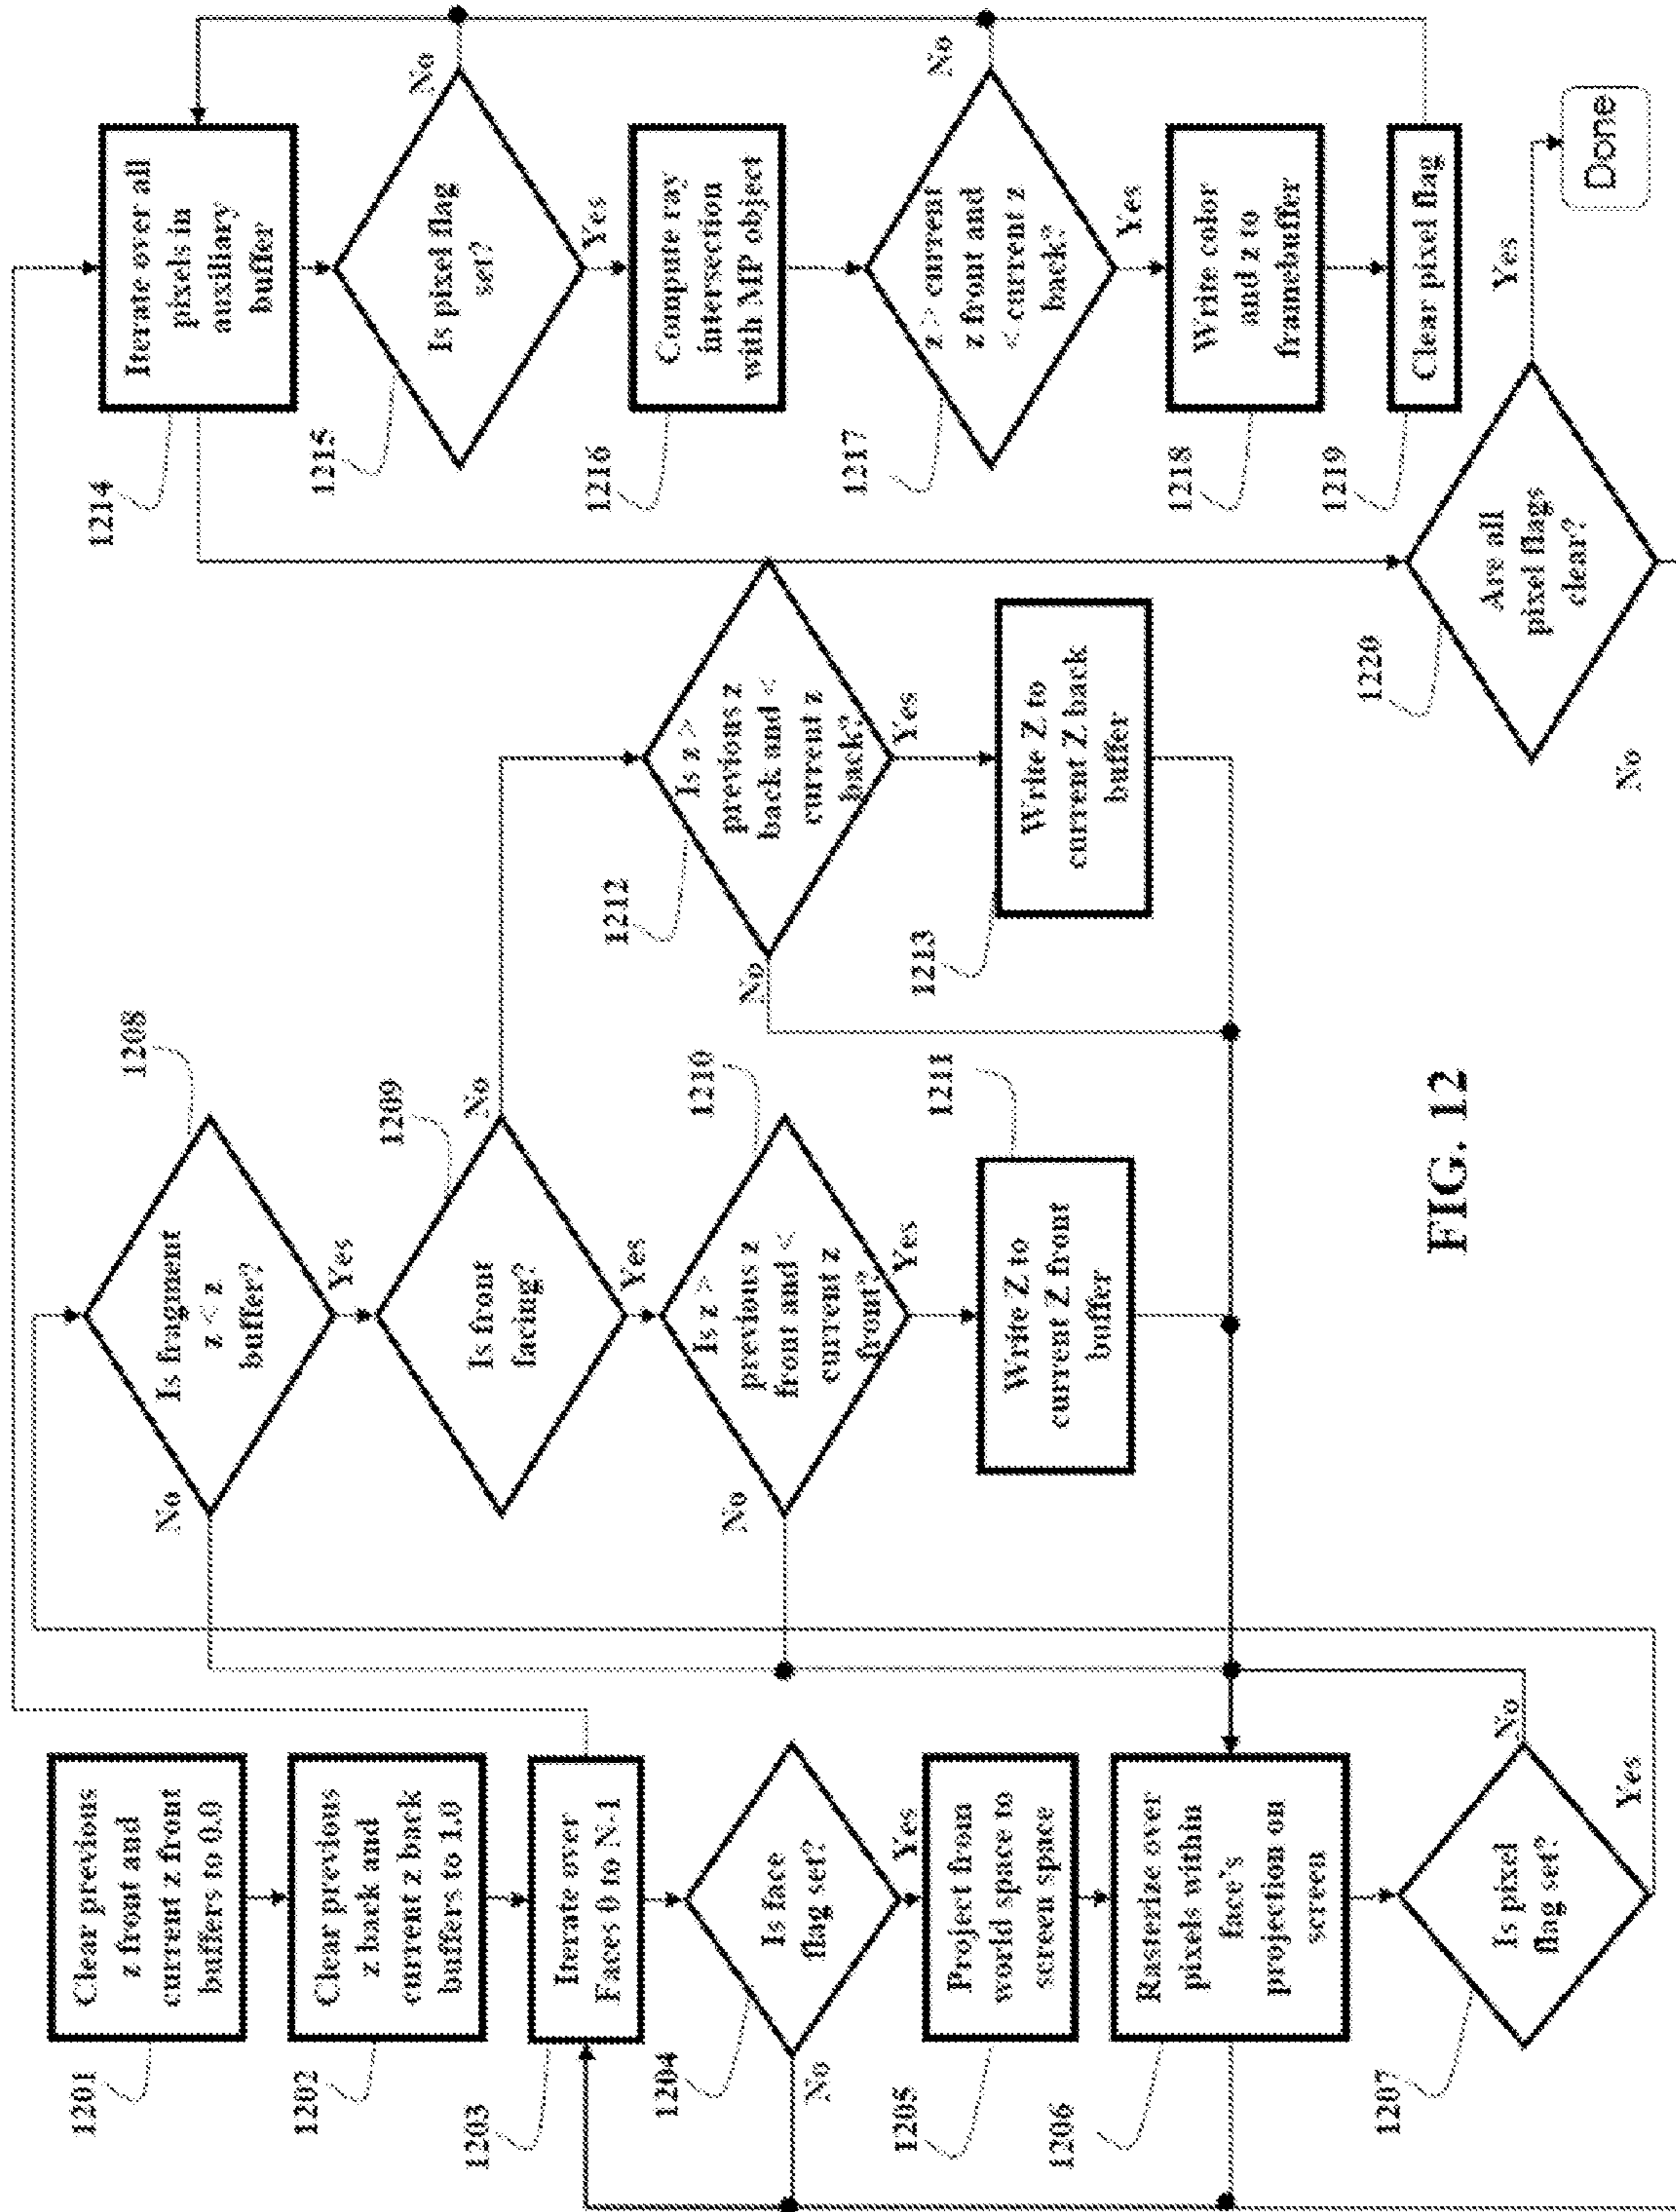 1201
Clear previous
z front and
current z front
buffers to 0.0
1202
Clear previous
z back and
current z back
buffers to 1.0
1203
Iterate over
Faces 0 to N-1
1204
Is face
flag set?
No
Yes
1205
Project from
world space to
screen space
1206
Rasterize over
pixels within
face's
projection on
screen
1207
Is pixel
flag set?
No
Yes
1208
Is fragment
z < z
buffer?
No
Yes
1209
Is front
facing?
No
Yes
1210
Is z >
previous z
front and <
current z
front?
No
Yes
1211
Write Z to
current Z front
buffer
1212
Is z >
previous z
back and <
current z
back?
No
Yes
1213
Write Z to
current Z back
buffer
1214
Iterate over all
pixels in
auxiliary
buffer
1215
Is pixel flag
set?
No
Yes
1216
Compute ray
intersection
with MP object
1217
z > current
z front and
< current z
back?
No
Yes
1218
Write color
and z to
framebuffer
1219
Clear pixel flag
1220
Are all
pixel flags
clear?
No
Yes
Done
FIG. 12